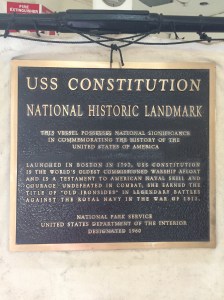 FIRE
EXTINGUISHER
USS CONSTITUTION
NATIONAL HISTORIC LANDMARK
THIS VESSEL POSSESSES NATIONAL SIGNIFICANCE
IN COMMEMORATING THE HISTORY OF THE
UNITED STATES OF AMERICA
LAUNCHED IN BOSTON IN 1797, USS CONSTITUTION
IS THE WORLD'S OLDEST COMMISSIONED WARSHIP AFLOAT
AND IS A TESTAMENT TO AMERICAN NAVAL SKILL AND
COURAGE. UNDEFEATED IN COMBAT, SHE EARNED THE
TITLE OF "OLD IRONSIDES" IN LEGENDARY BATTLES
AGAINST THE ROYAL NAVY IN THE WAR OF 1812.
NATIONAL PARK SERVICE
UNITED STATES DEPARTMENT OF THE INTERIOR
DESIGNATED 1960